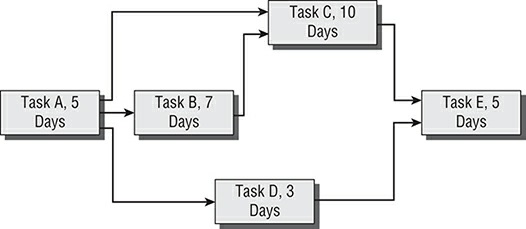 Task C, 10
Days
Task A, 5
Days
Task B, 7
Days
Task E, 5
Days
Task D, 3
Days